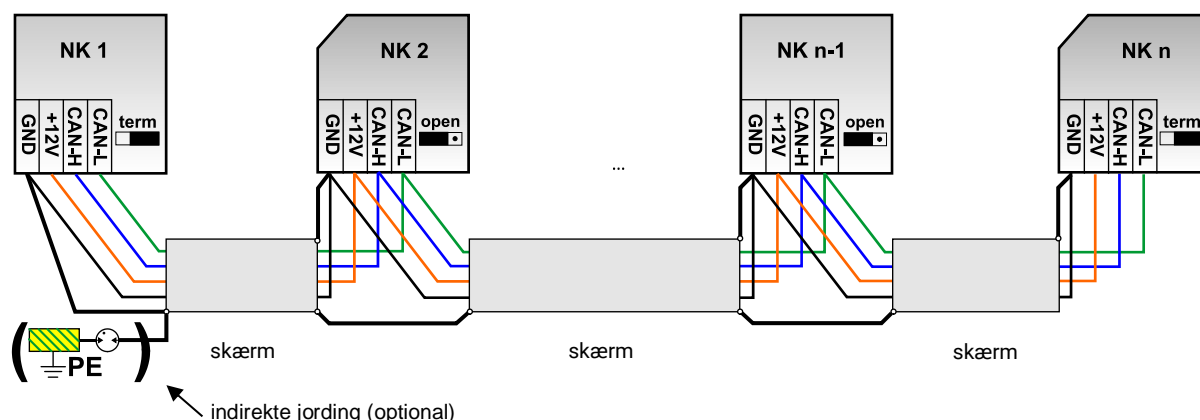 NK 1
NK 2
NK n-1
NK n
GND
+12V
CAN-H
CAN-L
term
GND
+12V
CAN-H
CAN-L
open
...
GND
+12V
CAN-H
CAN-L
open
GND
+12V
CAN-H
CAN-L
term
( PE )
skærm
skærm
skærm
indirekte jording (optional)